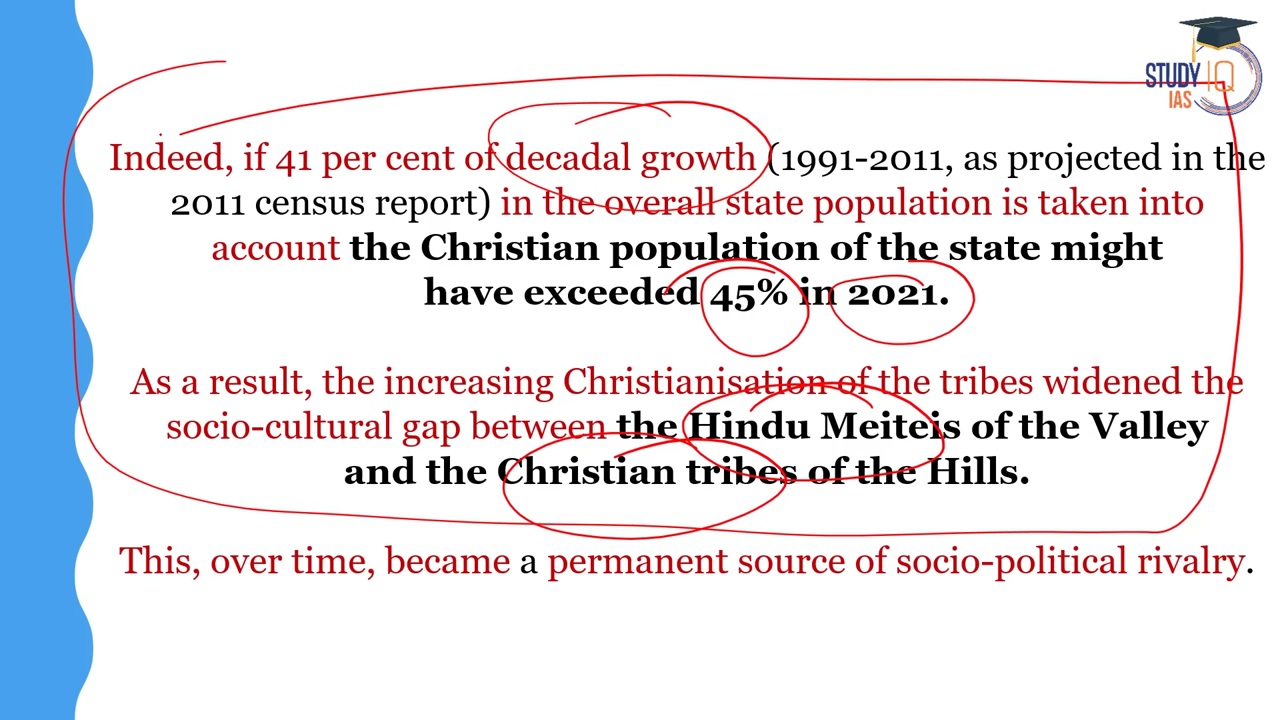 STUDY IQ
IAS
Indeed, if 41 per cent of decadal growth (1991-2011, as projected in the
2011 census report) in the overall state population is taken into
account the Christian population of the state might
have exceeded 45% in 2021.
As a result, the increasing Christianisation of the tribes widened the
socio-cultural gap between the Hindu Meiteis of the Valley
and the Christian tribes of the Hills.
This, over time, became a permanent source of socio-political rivalry.